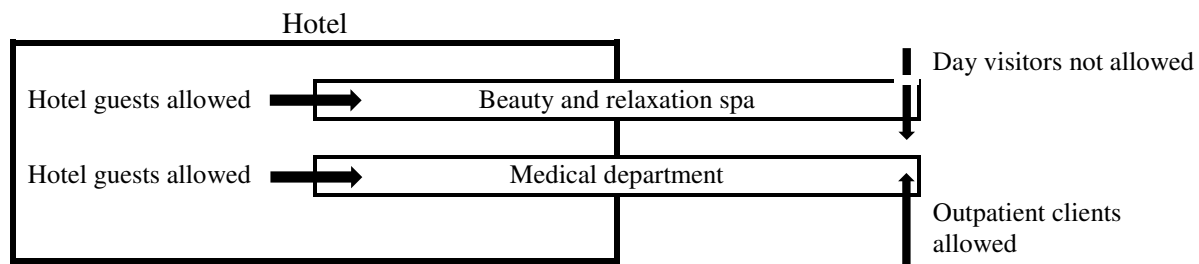 Hotel
Day visitors not allowed
Hotel guests allowed
Beauty and relaxation spa
Hotel guests allowed
Medical department
Outpatient clients
allowed